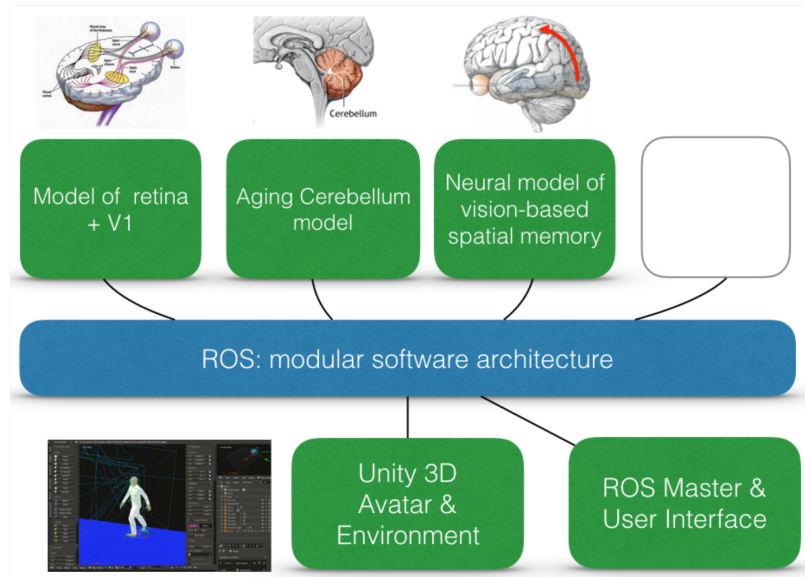 Cerebellum
Model of retina
+ V1
Aging Cerebellum
model
Neural model of
vision-based
spatial memory
ROS: modular software architecture
Unity 3D
Avatar &
Environment
ROS Master &
User Interface